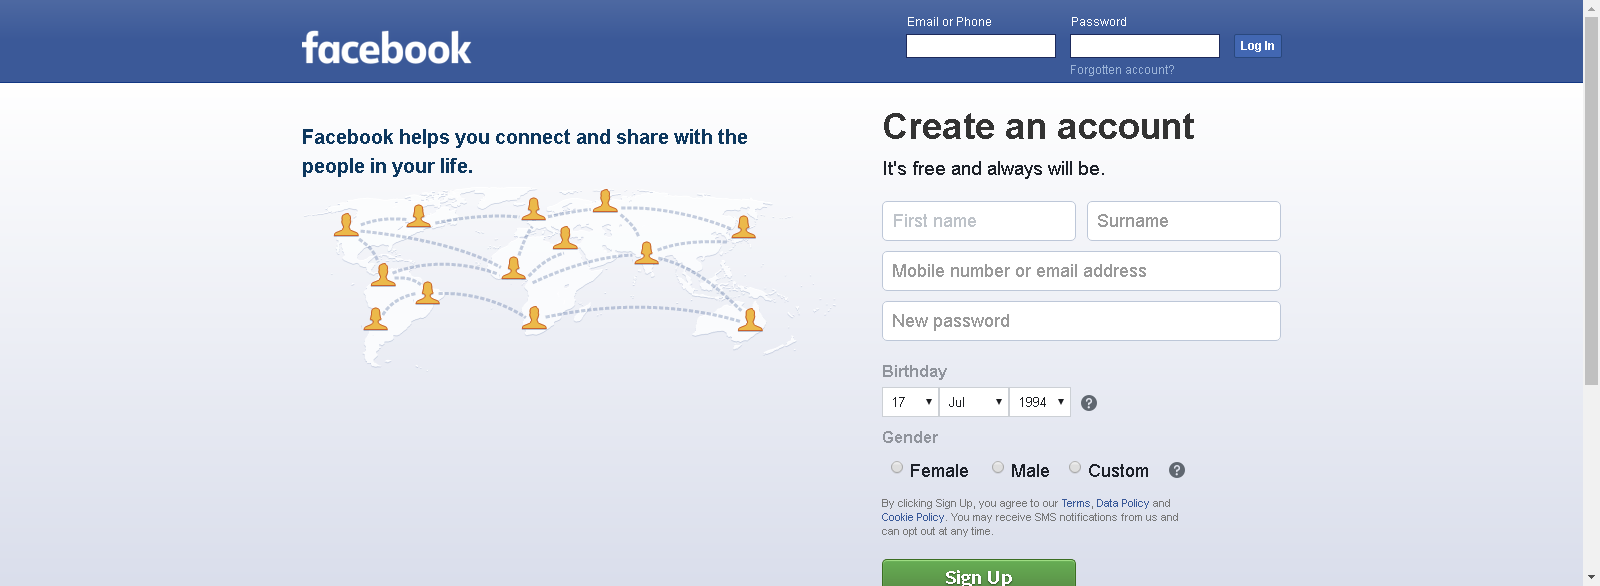 facebook
Email or Phone
Password
Log In
Forgotten account?
Facebook helps you connect and share with the
people in your life.
Create an account
It's free and always will be.
First name
Surname
Mobile number or email address
New password
Birthday
17
Jul
1994
?
Gender
Female
Male
Custom
?
By clicking Sign Up, you agree to our Terms, Data Policy and
Cookie Policy. You may receive SMS notifications from us and
can opt out at any time.
Sign Up